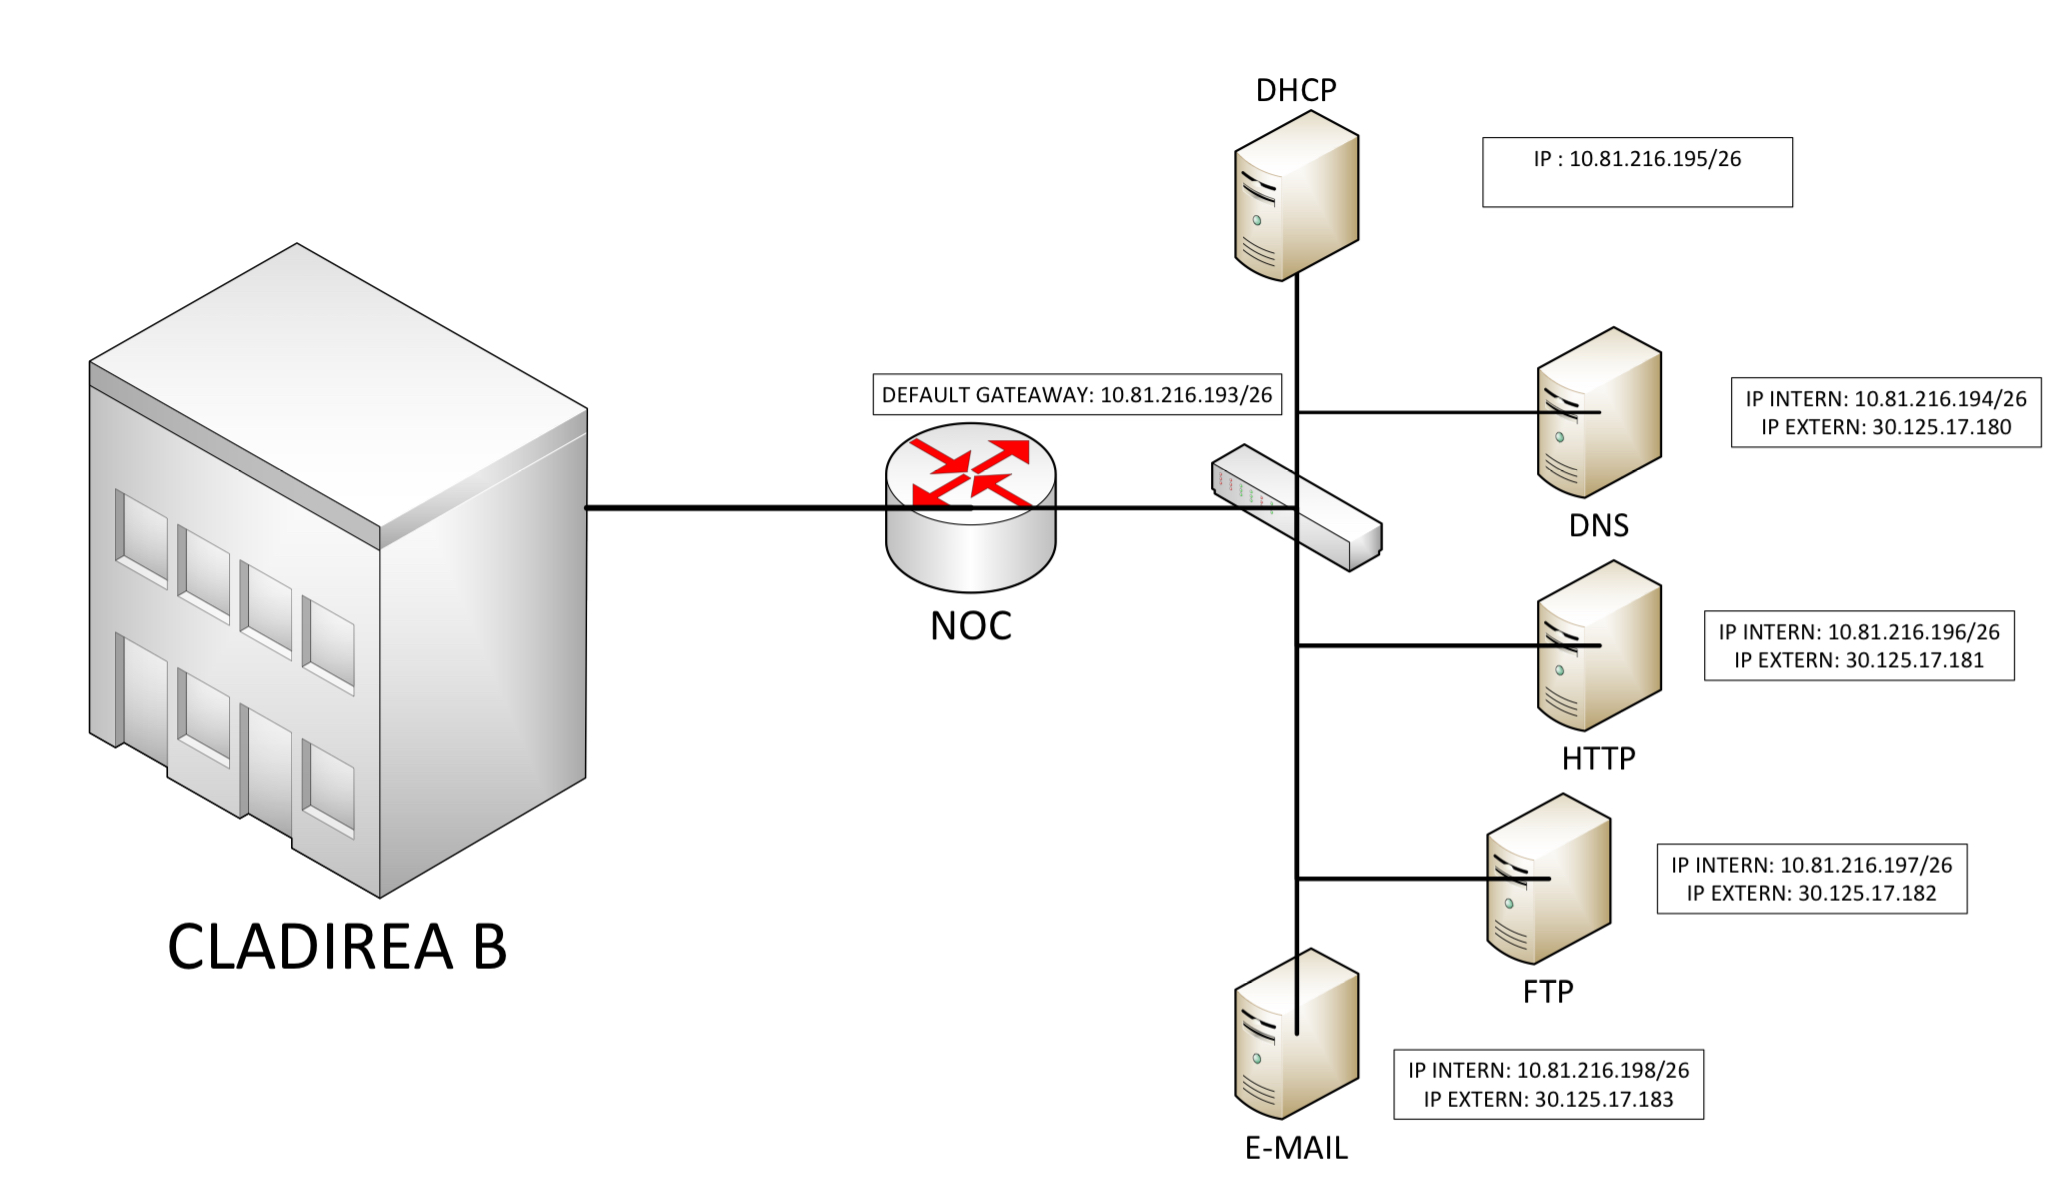 DHCP
IP : 10.81.216.195/26
DEFAULT GATEAWAY: 10.81.216.193/26
IP INTERN: 10.81.216.194/26
IP EXTERN: 30.125.17.180
DNS
NOC
IP INTERN: 10.81.216.196/26
IP EXTERN: 30.125.17.181
HTTP
IP INTERN: 10.81.216.197/26
IP EXTERN: 30.125.17.182
CLADIREA B
FTP
IP INTERN: 10.81.216.198/26
IP EXTERN: 30.125.17.183
E-MAIL